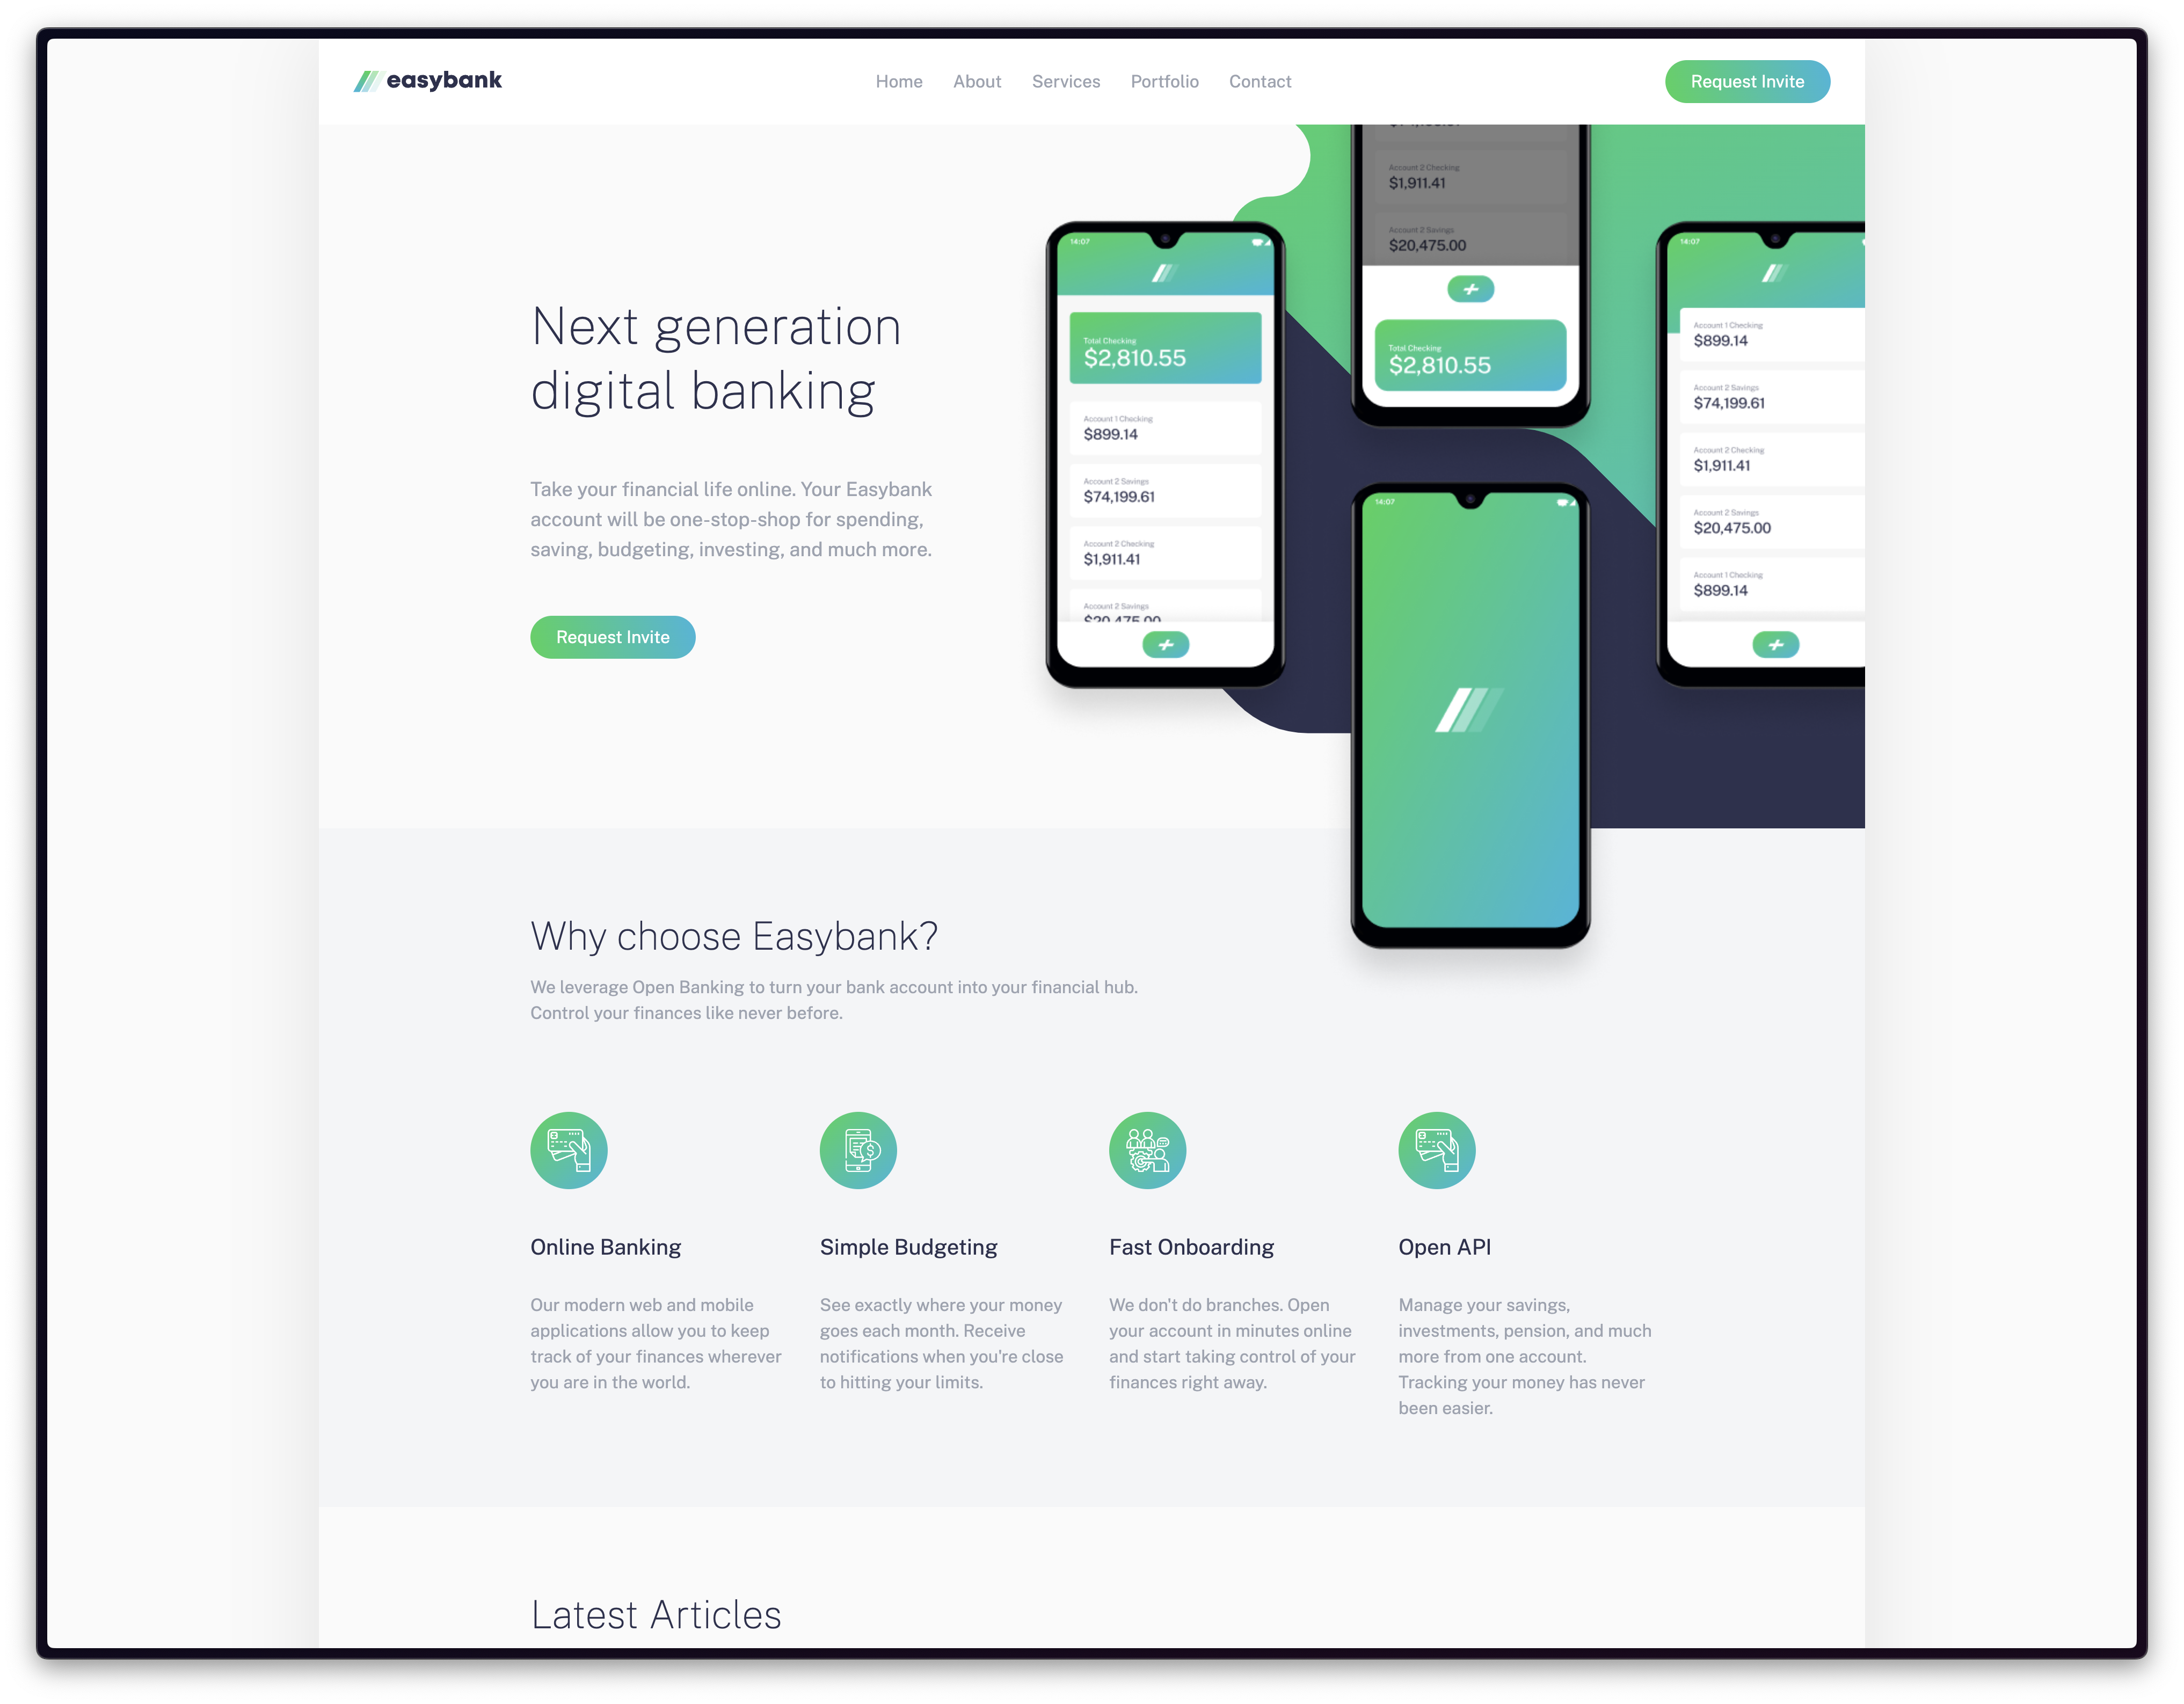 easybank
Home About Services Portfolio Contact
Request Invite
Next generation
digital banking
Take your financial life online. Your Easybank
account will be one-stop-shop for spending,
saving, budgeting, investing, and much more.
Request Invite
14:07
Total Checking
$2,810.55
Account 1 Checking
$899.14
Account 2 Savings
$74,199.61
Account 2 Checking
$1,911.41
Account 2 Savings
$20,475.00
Account 2 Checking
$1,911.41
Account 2 Savings
$20,475.00
Total Checking
$2,810.55
14:07
14:07
Account 1 Checking
$899.14
Account 2 Savings
$74,199.61
Account 2 Checking
$1,911.41
Account 2 Savings
$20,475.00
Account 1 Checking
$899.14
Why choose Easybank?
We leverage Open Banking to turn your bank account into your financial hub.
Control your finances like never before.
Online Banking
Our modern web and mobile
applications allow you to keep
track of your finances wherever
you are in the world.
Simple Budgeting
See exactly where your money
goes each month. Receive
notifications when you're close
to hitting your limits.
Fast Onboarding
We don't do branches. Open
your account in minutes online
and start taking control of your
finances right away.
Open API
Manage your savings,
investments, pension, and much
more from one account.
Tracking your money has never
been easier.
Latest Articles